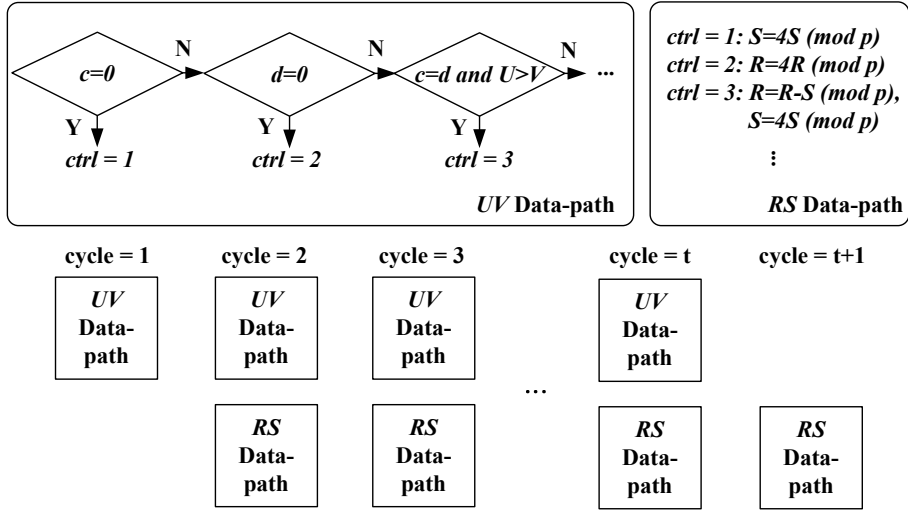 N
N
N
c=0
d=0
c=d and U>V
...
Y
Y
Y
ctrl = 1
ctrl = 2
ctrl = 3
UV Data-path
ctrl = 1: S=4S (mod p)
ctrl = 2: R=4R (mod p)
ctrl = 3: R=R-S (mod p),
S=4S (mod p)
⋮
RS Data-path
cycle = 1
cycle = 2
cycle = 3
cycle = t
cycle = t+1
UV
Data-
path
UV
Data-
path
UV
Data-
path
UV
Data-
path
...
RS
Data-
path
RS
Data-
path
RS
Data-
path
RS
Data-
path